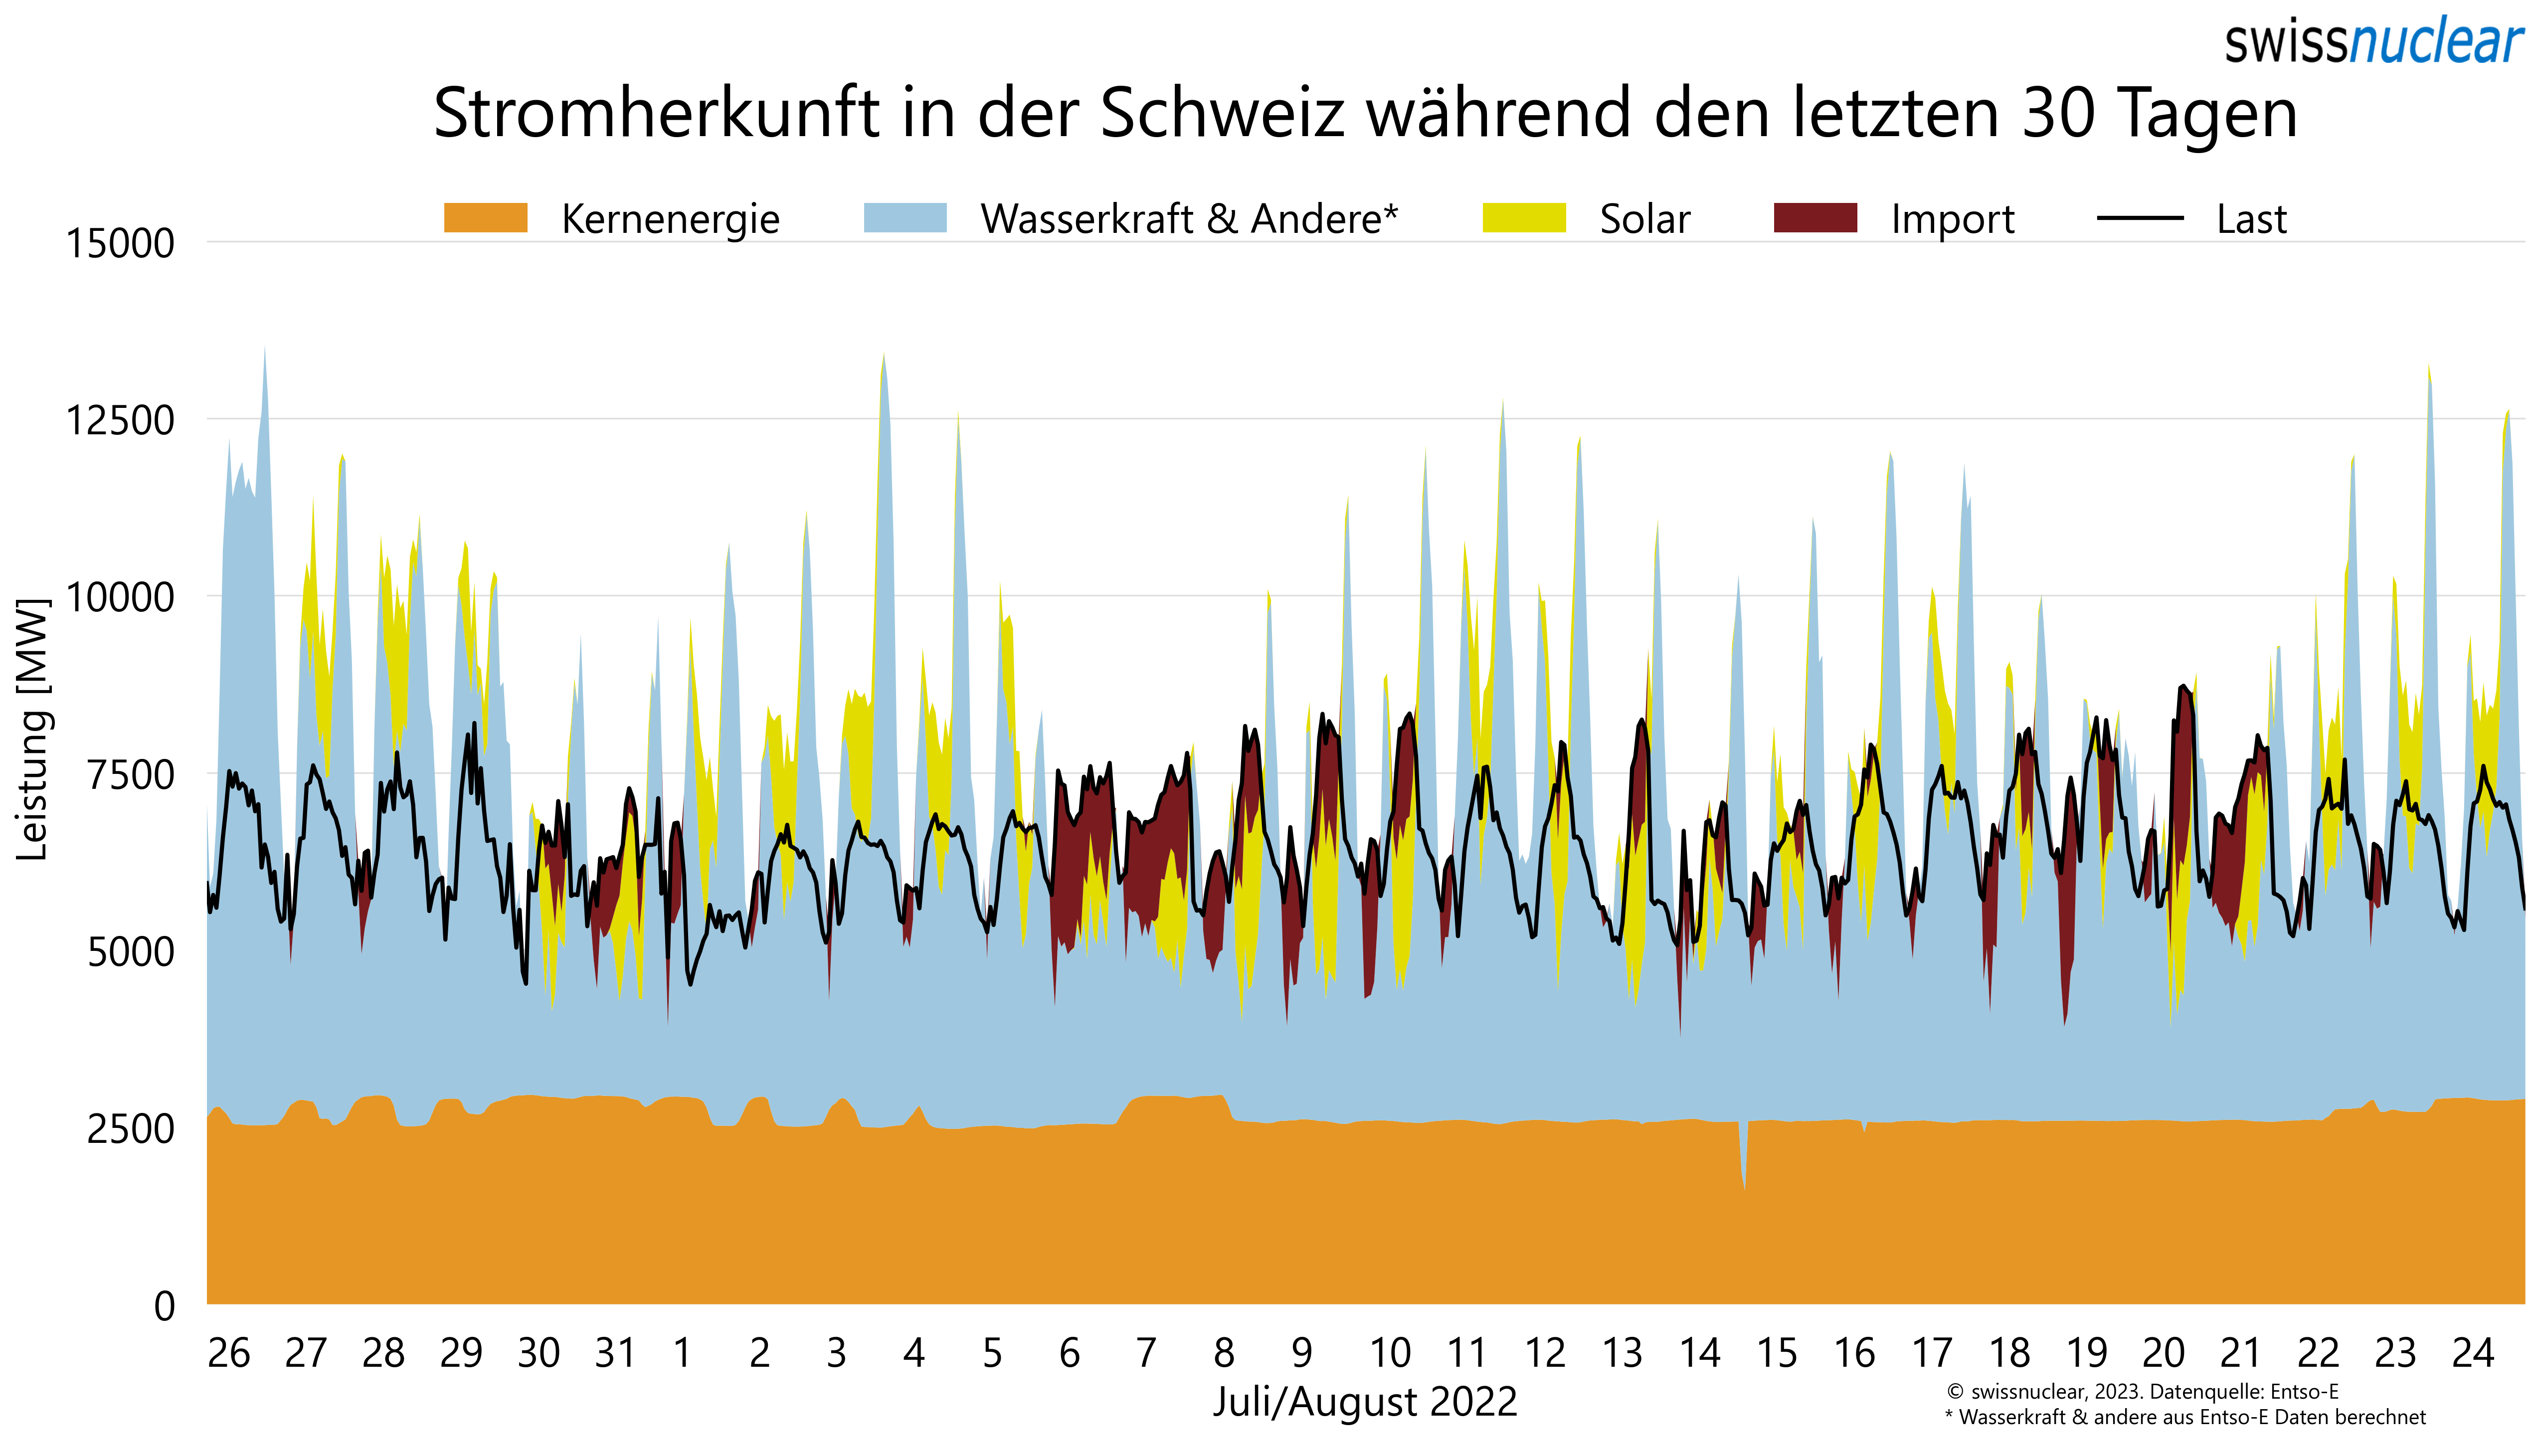 swissnuclear
Stromherkunft in der Schweiz während den letzten 30 Tagen
Kernenergie Wasserkraft & Andere* Solar Import Last
15000
12500
10000
7500
5000
2500
0
Leistung [MW]
26 27 28 29 30 31 1 2 3 4 5 6 7 8 9 10 11 12 13 14 15 16 17 18 19 20 21 22 23 24
Juli/August 2022
© swissnuclear, 2023. Datenquelle: Entso-E
* Wasserkraft & andere aus Entso-E Daten berechnet